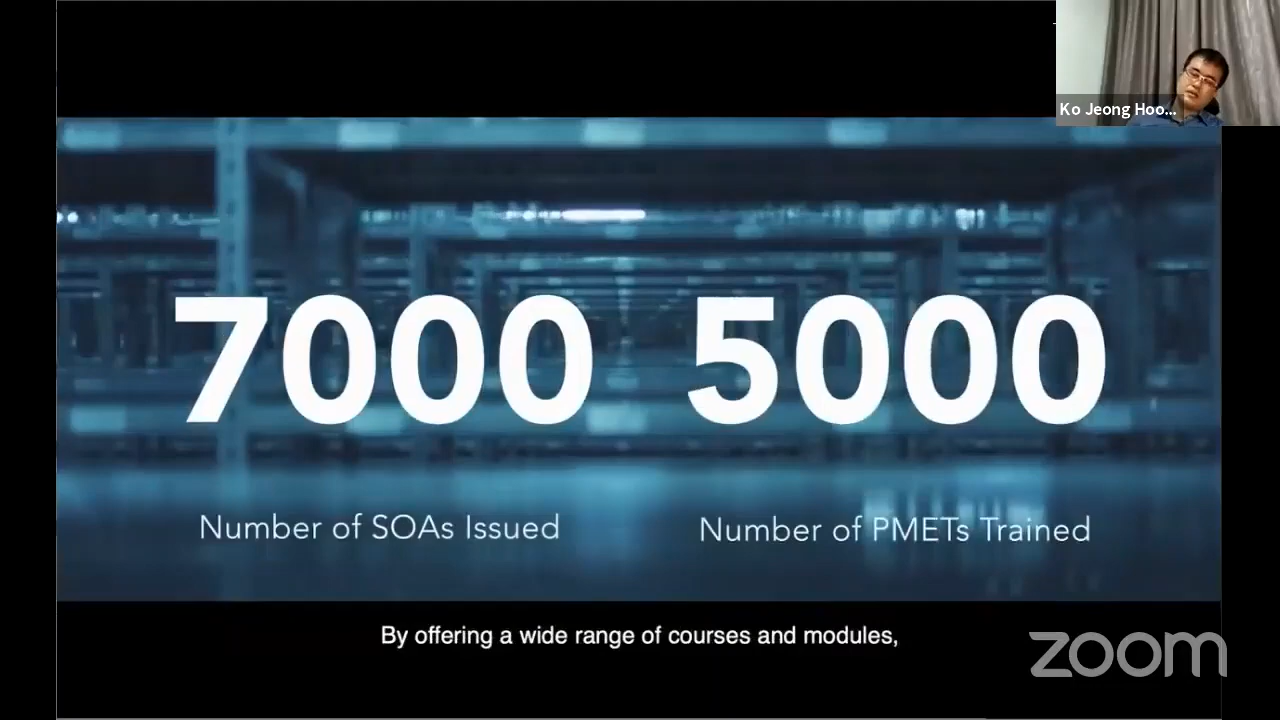 Ko Jeong Hoo...
7000 5000
Number of SOAs Issued Number of PMETs Trained
By offering a wide range of courses and modules,
zoom